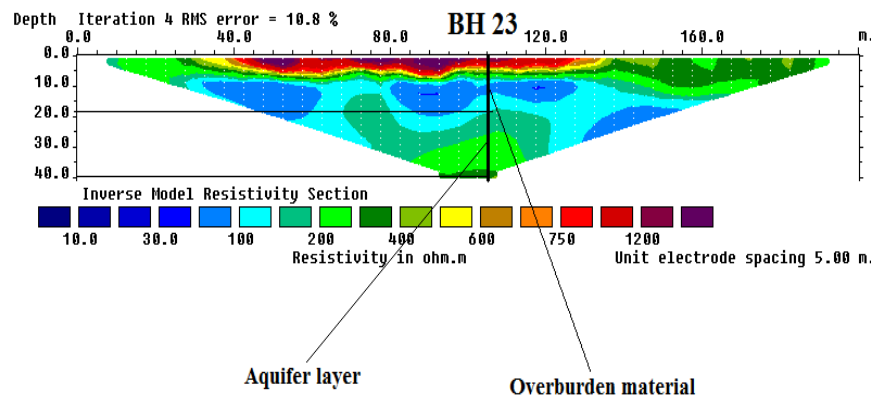 Depth Iteration 4 RMS error = 10.8 % BH 23 m.
0.0 40.0 80.0 120.0 160.0
0.0
10.0
20.0
30.0
40.0
Inverse Model Resistivity Section
10.0 30.0 100 200 400 600 750 1200
Resistivity in ohm.m Unit electrode spacing 5.00 m.
Aquifer layer
Overburden material